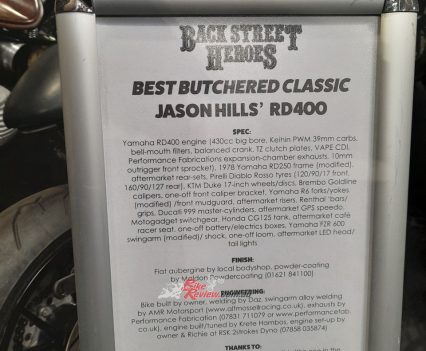 BACK STREET
HEROES
BEST BUTCHERED CLASSIC
JASON HILLS' RD400
SPEC:
Yamaha RD400 engine (430cc big bore, Keihin PWM 39mm carbs,
bell-mouth filters, balanced crank, TZ clutch plates, VAPE CDI,
Performance Fabrications expansion-chamber exhausts, 10mm
outrigger front sprocket), 1978 Yamaha RD250 frame (modified),
aftermarket rear-sets, Pirelli Diablo Rosso tyres (120/90/17 front,
160/90/127 rear), KTM Duke 17-inch wheels/discs, Brembo Goldline
calipers, one-off front caliper bracket, Yamaha R6 forks/yokes
(modified) /front mudguard, aftermarket risers, Renthal 'bars/
grips, Ducati 999 master-cylinders, aftermarket GPS speedo,
Motogadget switchgear, Honda CG125 tank, aftermarket café
racer seat, one-off battery/electrics boxes, Yamaha FZR 600
swingarm (modified)/ shock, one-off loom, aftermarket LED head/
tail lights
FINISH:
Fiat aubergine by local bodyshop, powder-coating
by Maldon Powdercoating (01621 841100)
ENGINEERING:
Bike Review.com.au
Bike built by owner, welding by Daz, swingarm alloy welding
by AMR Motorsport (www.altmosselracing.co.uk), exhausts by
(07831 711079 or www.performancefab
.co.uk), engine built/tuned by Krete Hambos, engine set-up by
owner & Richie at RSK 2Strokes Dyno (07858 035874)
THANKS TO: